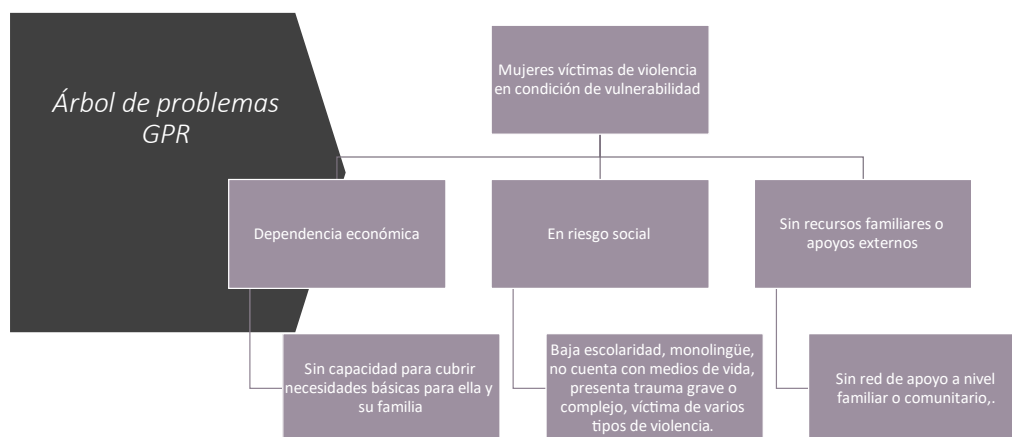 Árbol de problemas
GPR
Mujeres víctimas de violencia
en condición de vulnerabilidad
Dependencia económica
En riesgo social
Sin recursos familiares o
apoyos externos
Sin capacidad para cubrir
necesidades básicas para ella y
su familia
Baja escolaridad, monolingüe,
no cuenta con medios de vida,
presenta trauma grave o
complejo, víctima de varios
tipos de violencia.
Sin red de apoyo a nivel
familiar o comunitario,.